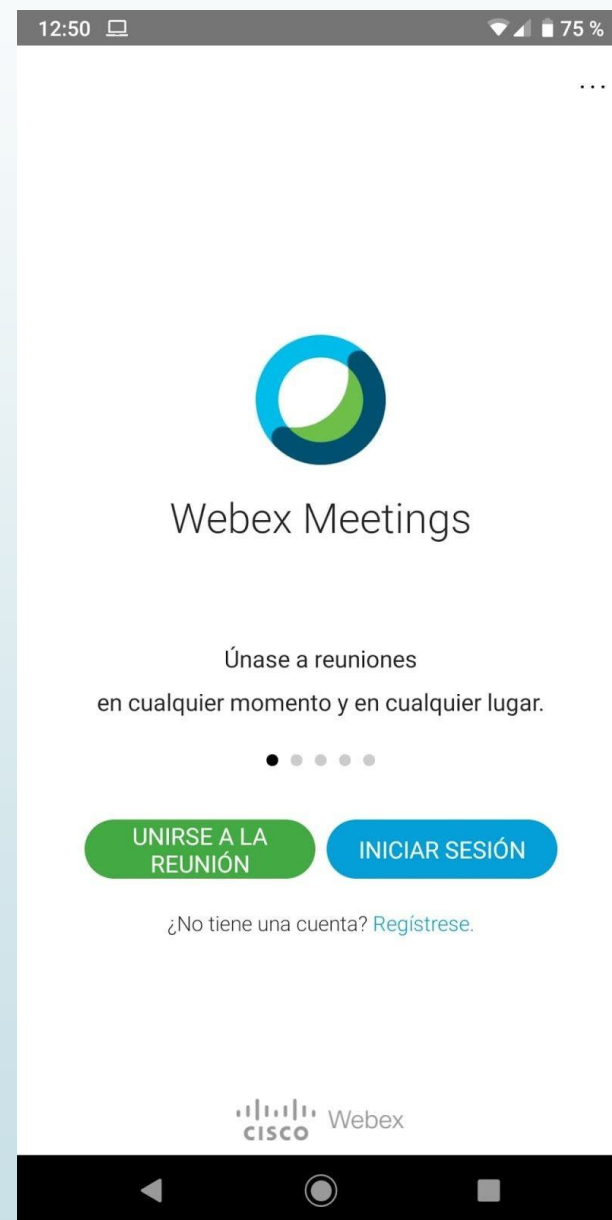 12:50 75 %
...
Webex Meetings
Únase a reuniones
en cualquier momento y en cualquier lugar.
UNIRSE A LA
REUNIÓN
INICIAR SESIÓN
¿No tiene una cuenta? Regístrese.
CISCO Webex